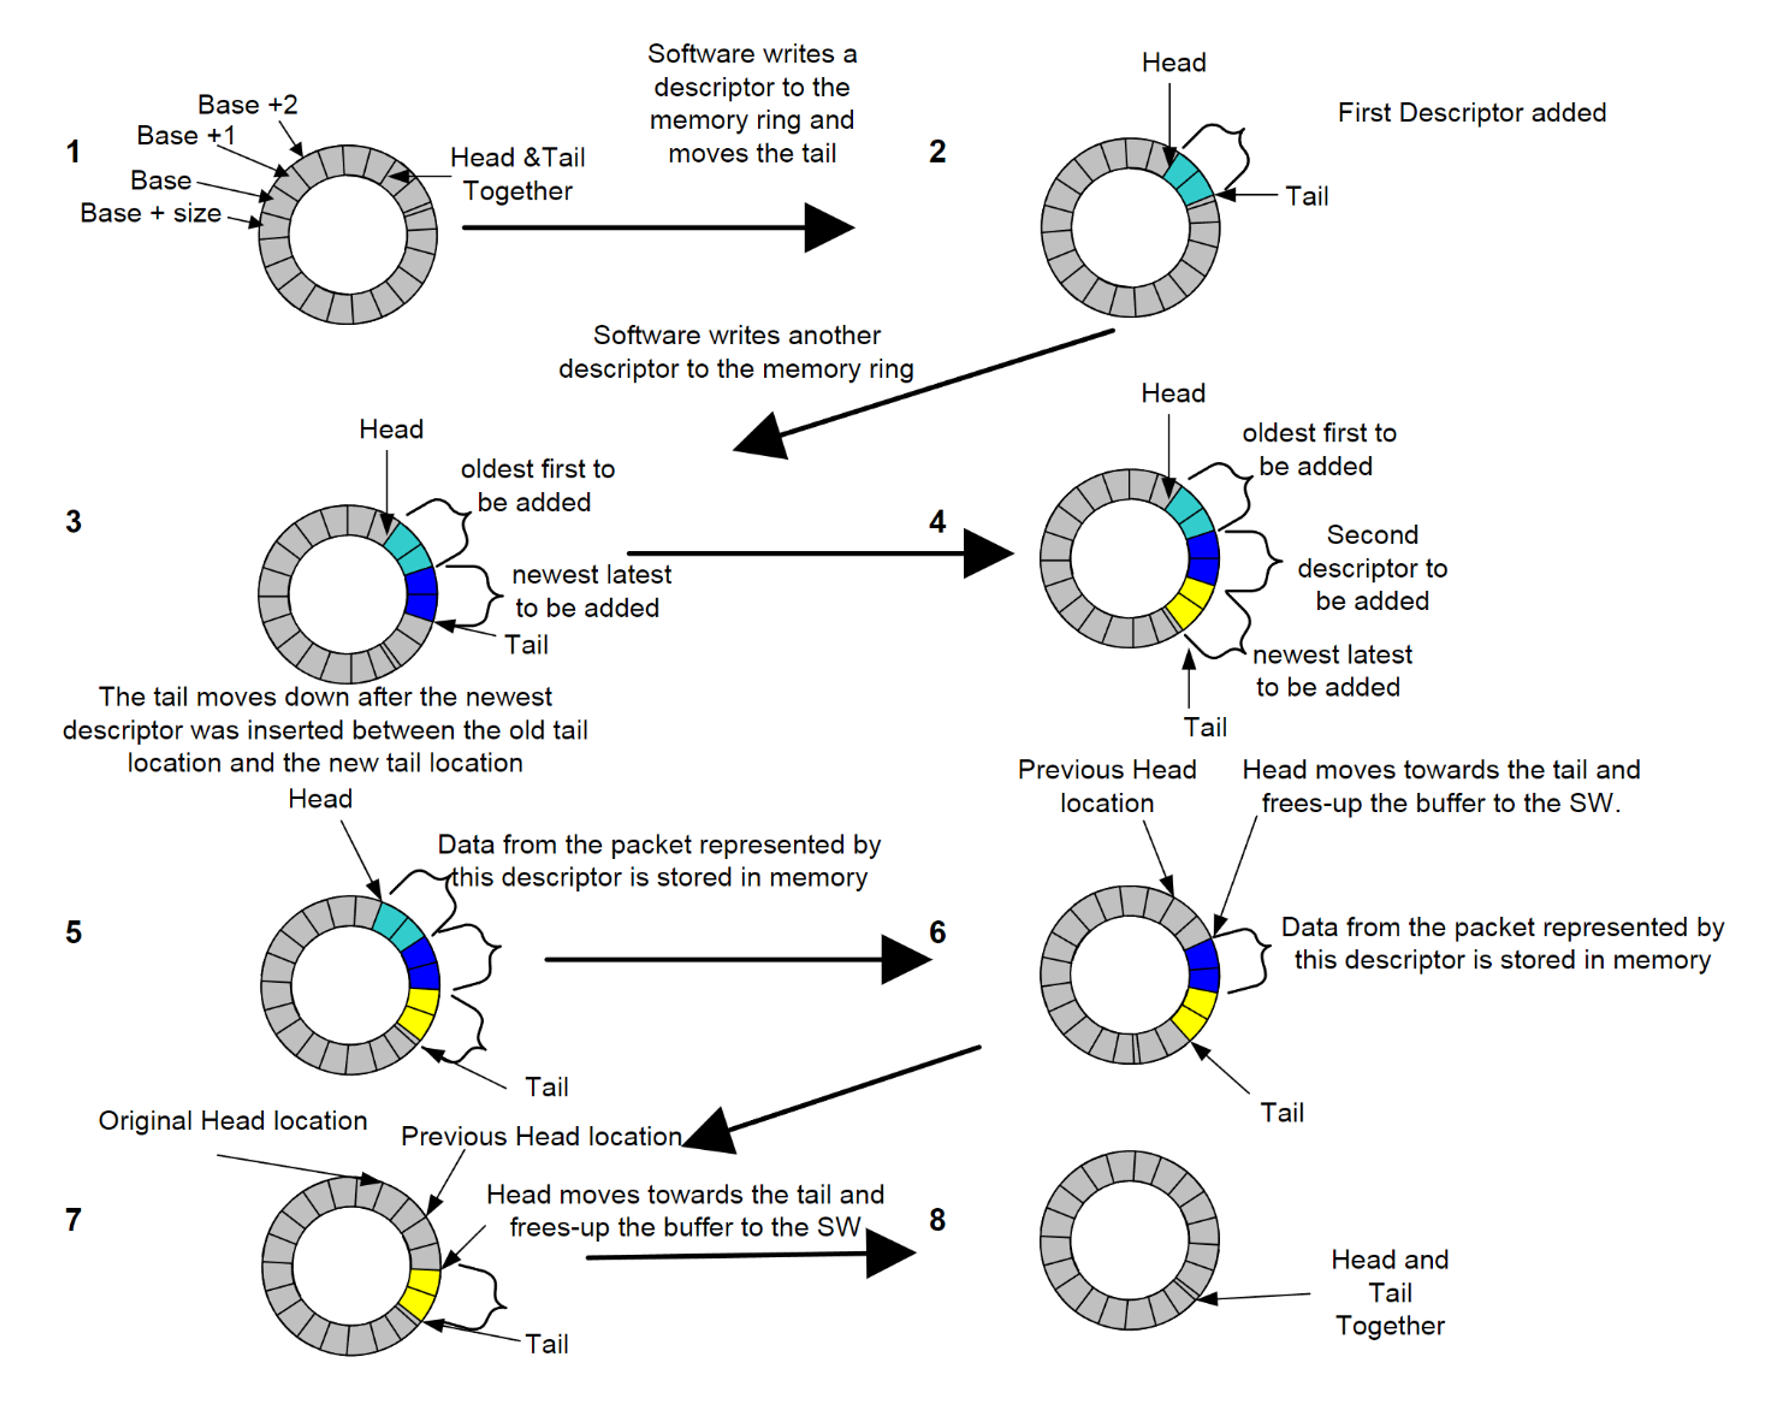 1
Base +2
Base +1
Base
Base + size
Head &Tail
Together
Software writes a
descriptor to the
memory ring and
moves the tail
2
Head
First Descriptor added
Tail
Software writes another
descriptor to the memory ring
3
Head
oldest first to
be added
newest latest
to be added
Tail
The tail moves down after the newest
descriptor was inserted between the old tail
location and the new tail location
4
Head
oldest first to
be added
Second
descriptor to
be added
newest latest
to be added
Tail
5
Head
Data from the packet represented by
this descriptor is stored in memory
Tail
6
Previous Head
location
Head moves towards the tail and
frees-up the buffer to the SW.
Data from the packet represented by
this descriptor is stored in memory
Tail
7
Original Head location
Previous Head location
Head moves towards the tail and
frees-up the buffer to the SW
Tail
8
Head and
Tail
Together